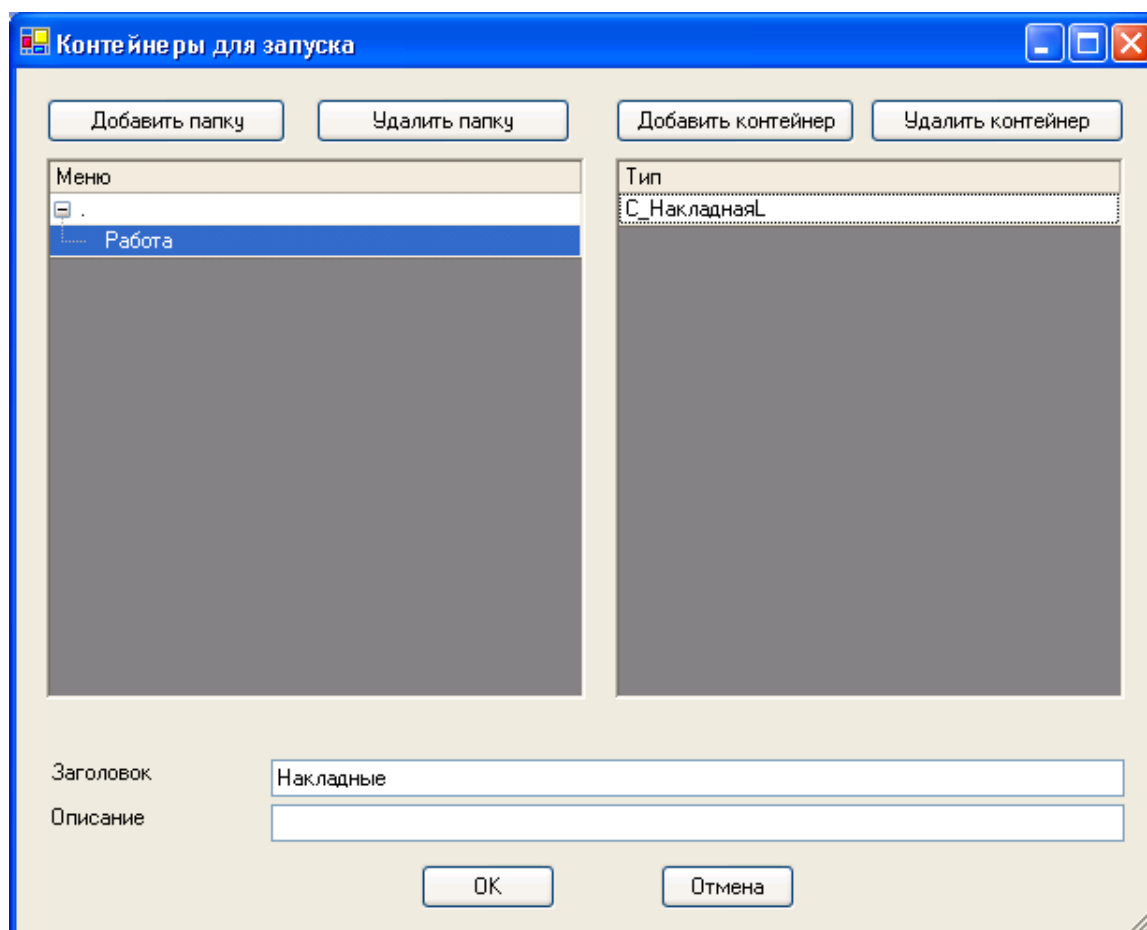 Контейнеры для запуска
Добавить папку Удалить папку Добавить контейнер Удалить контейнер
Меню Тип
. С_НакладнаяL
Работа
Заголовок Накладные
Описание
OK Отмена